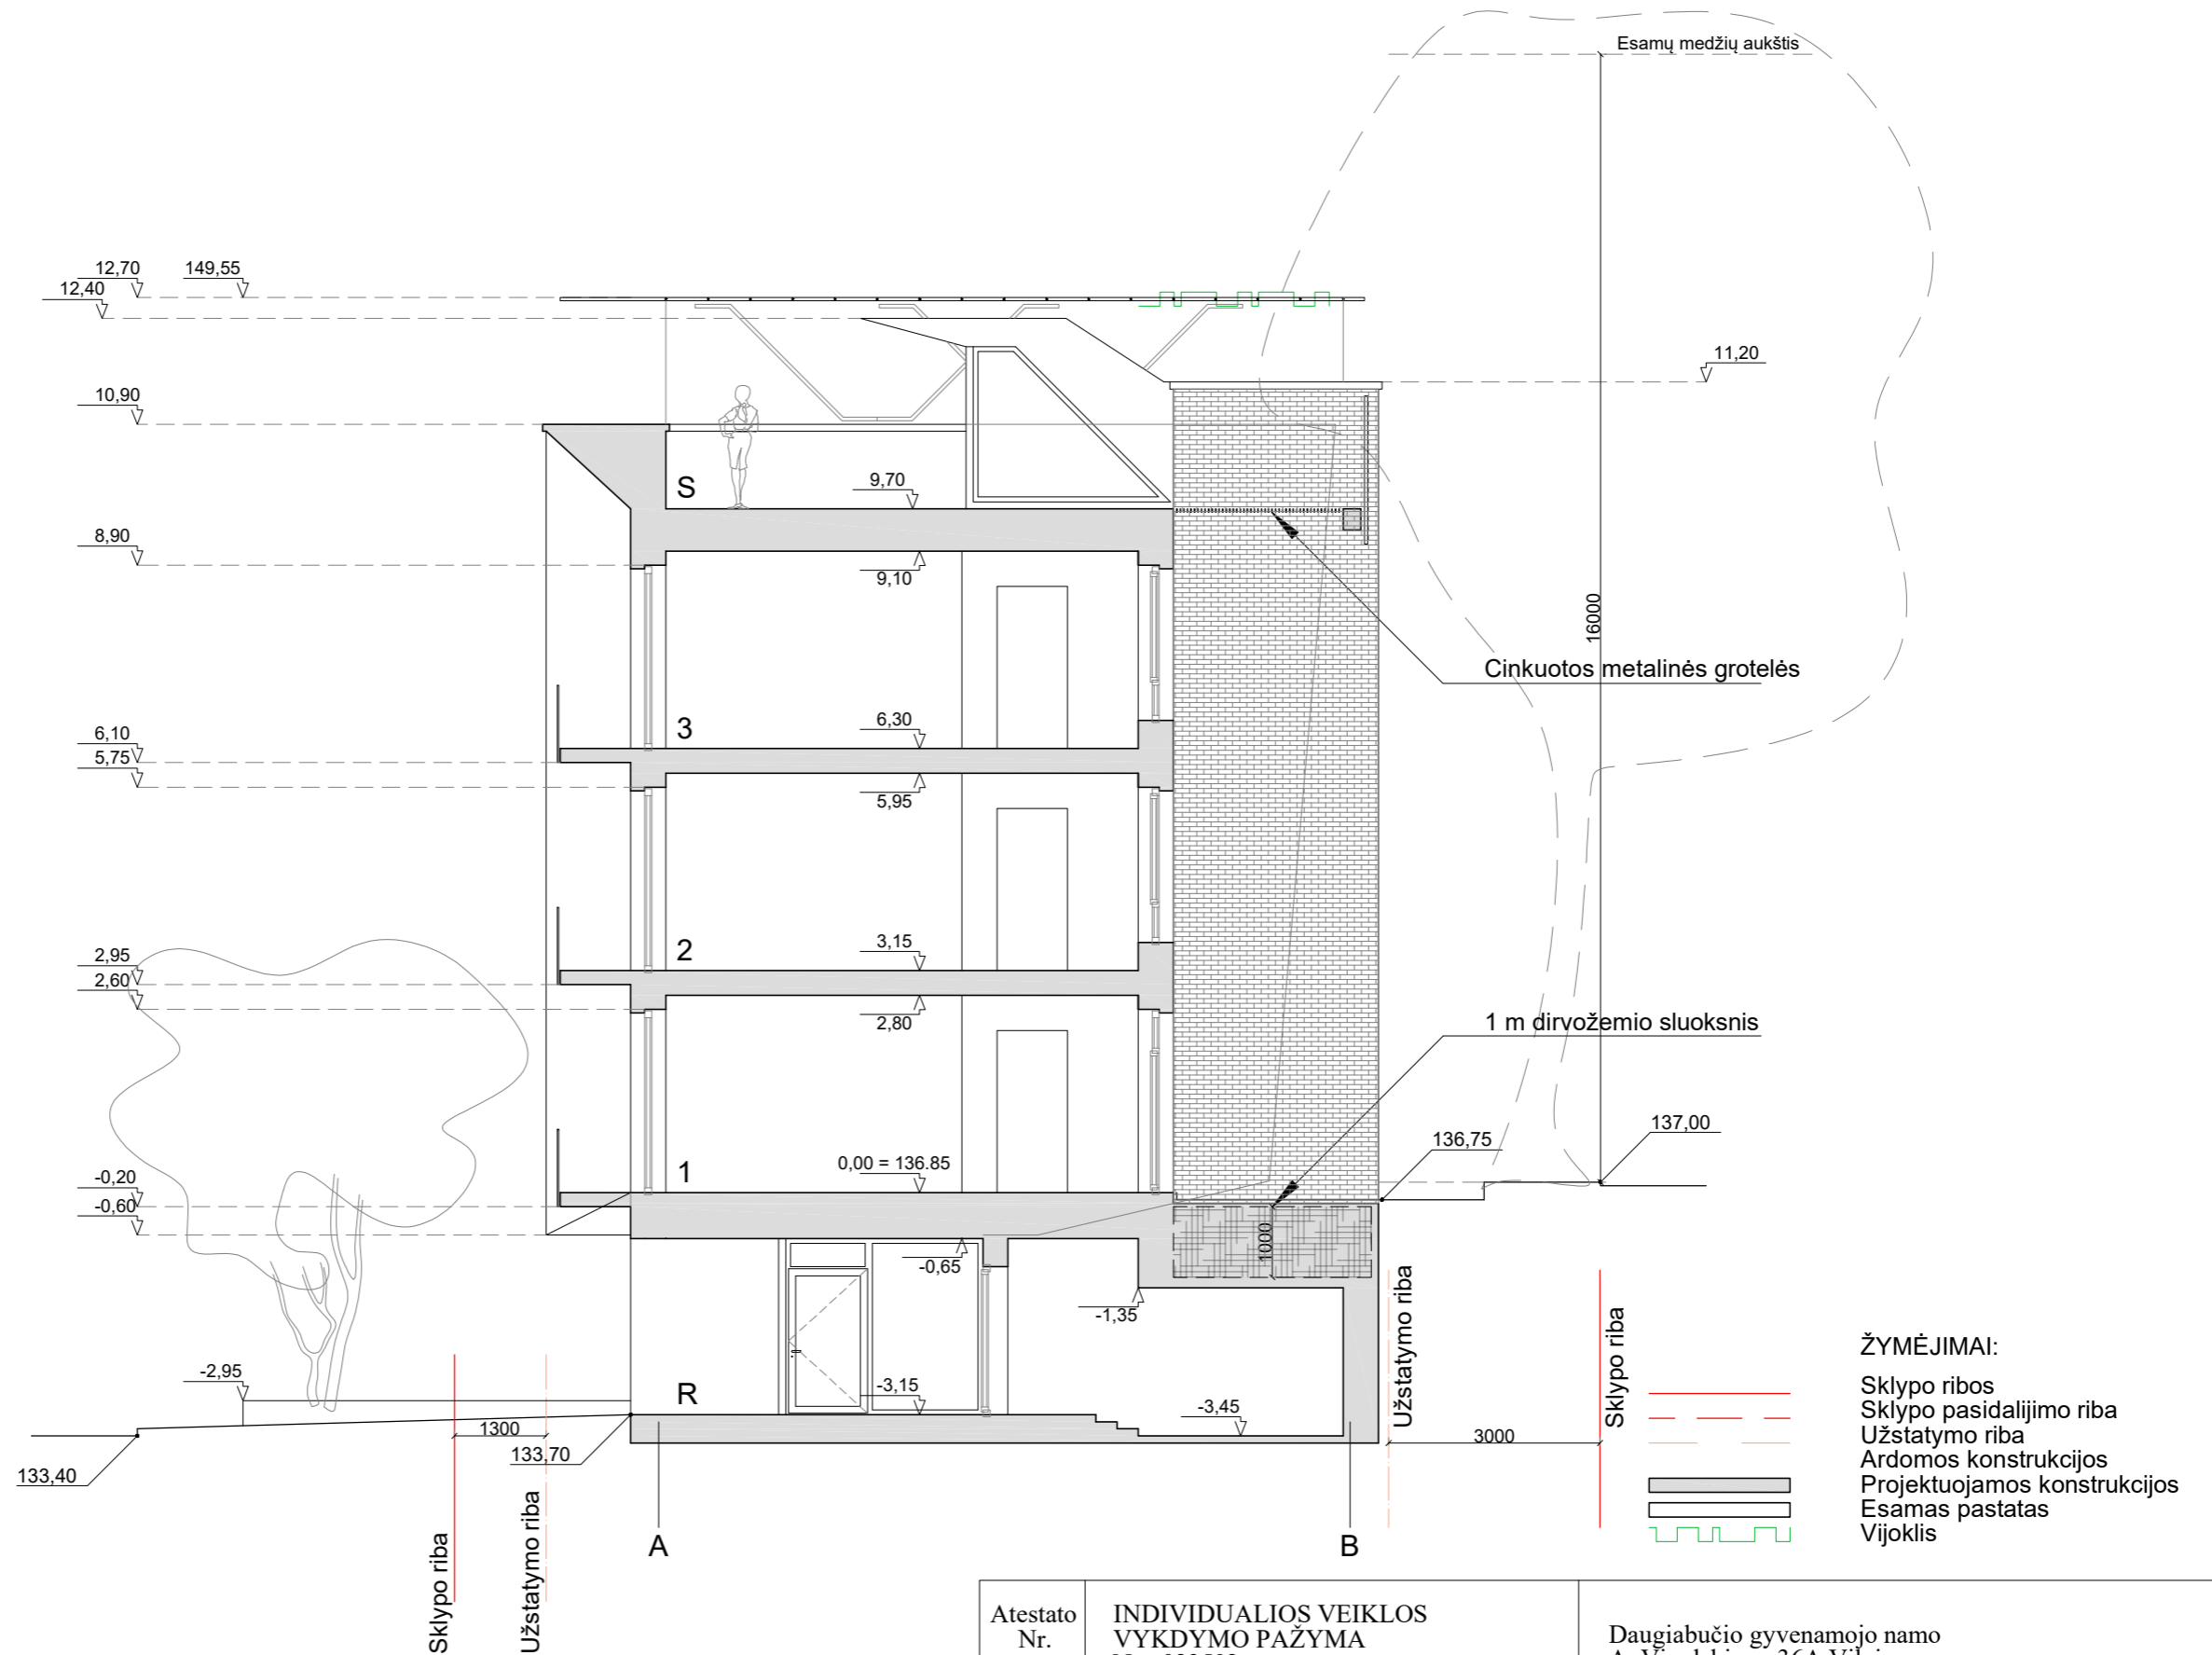 Esamų medžių aukštis
12,70
149,55
12,40
11,20
10,90
S
9,70
8,90
9,10
16000
Cinkuotos metalinės grotelės
3
6,30
6,10
5,75
5,95
2
3,15
2,95
2,60
2,80
1 m dirvožemio sluoksnis
137,00
136,75
1
0,00 = 136.85
-0,20
-0,60
1000
-0,65
-1,35
-2,95
R
-3,15
-3,45
1300
133,70
133,40
3000
Sklypo riba
Užstatymo riba
Užstatymo riba
Sklypo riba
A
B
ŽYMĖJIMAI:
Sklypo ribos
Sklypo pasidalijimo riba
Užstatymo riba
Ardomos konstrukcijos
Projektuojamos konstrukcijos
Esamas pastatas
Vijoklis
Atestato
Nr.
INDIVIDUALIOS VEIKLOS
VYKDYMO PAŽYMA
Daugiabučio gyvenamojo namo